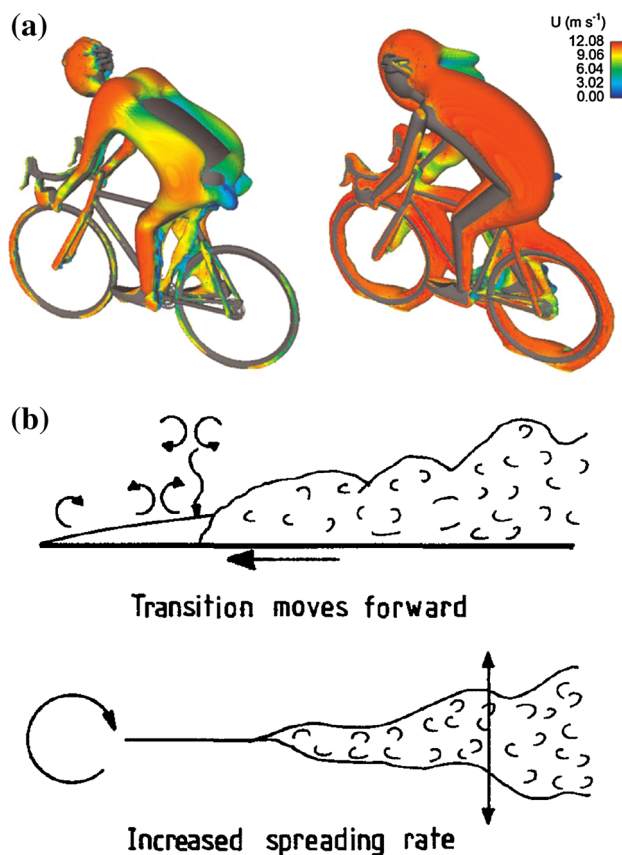 (a)
U (m s⁻¹)
12.08
9.06
6.04
3.02
0.00
(b)
Transition moves forward
Increased spreading rate